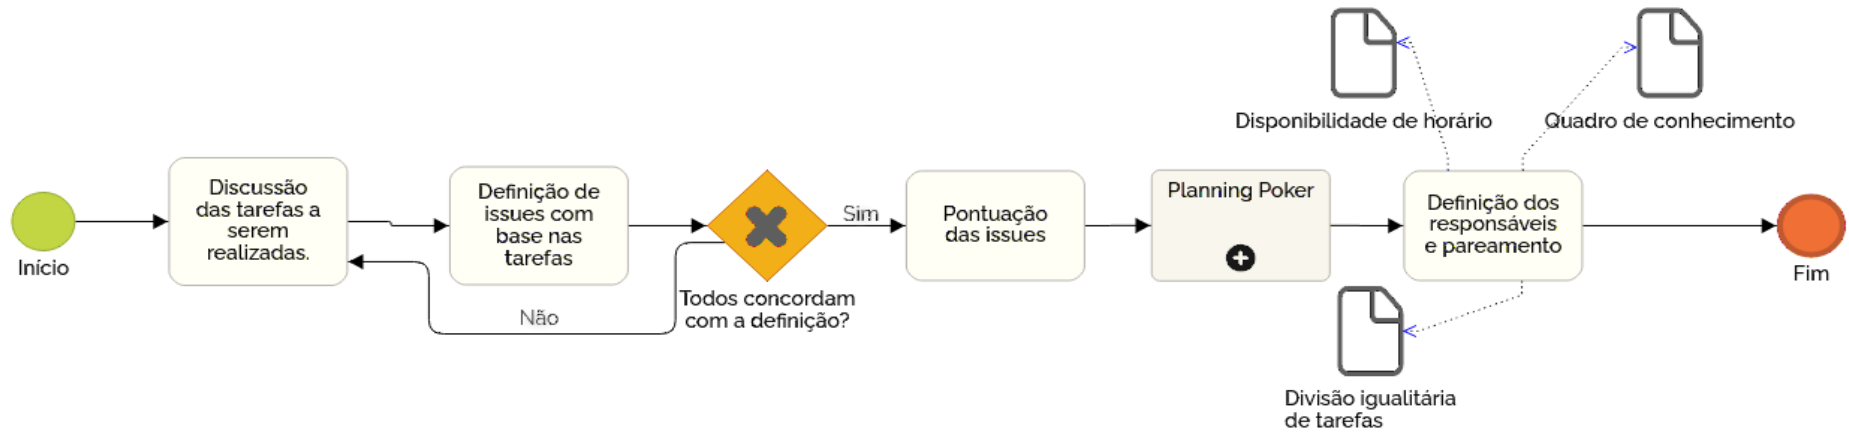 Início
Discussão
das tarefas a
serem
realizadas.
Definição de
issues com
base nas
tarefas
Não
Todos concordam
com a definição?
Sim
Pontuação
das issues
Planning Poker
Disponibilidade de horário
Quadro de conhecimento
Definição dos
responsáveis
e pareamento
Divisão igualitária
de tarefas
Fim